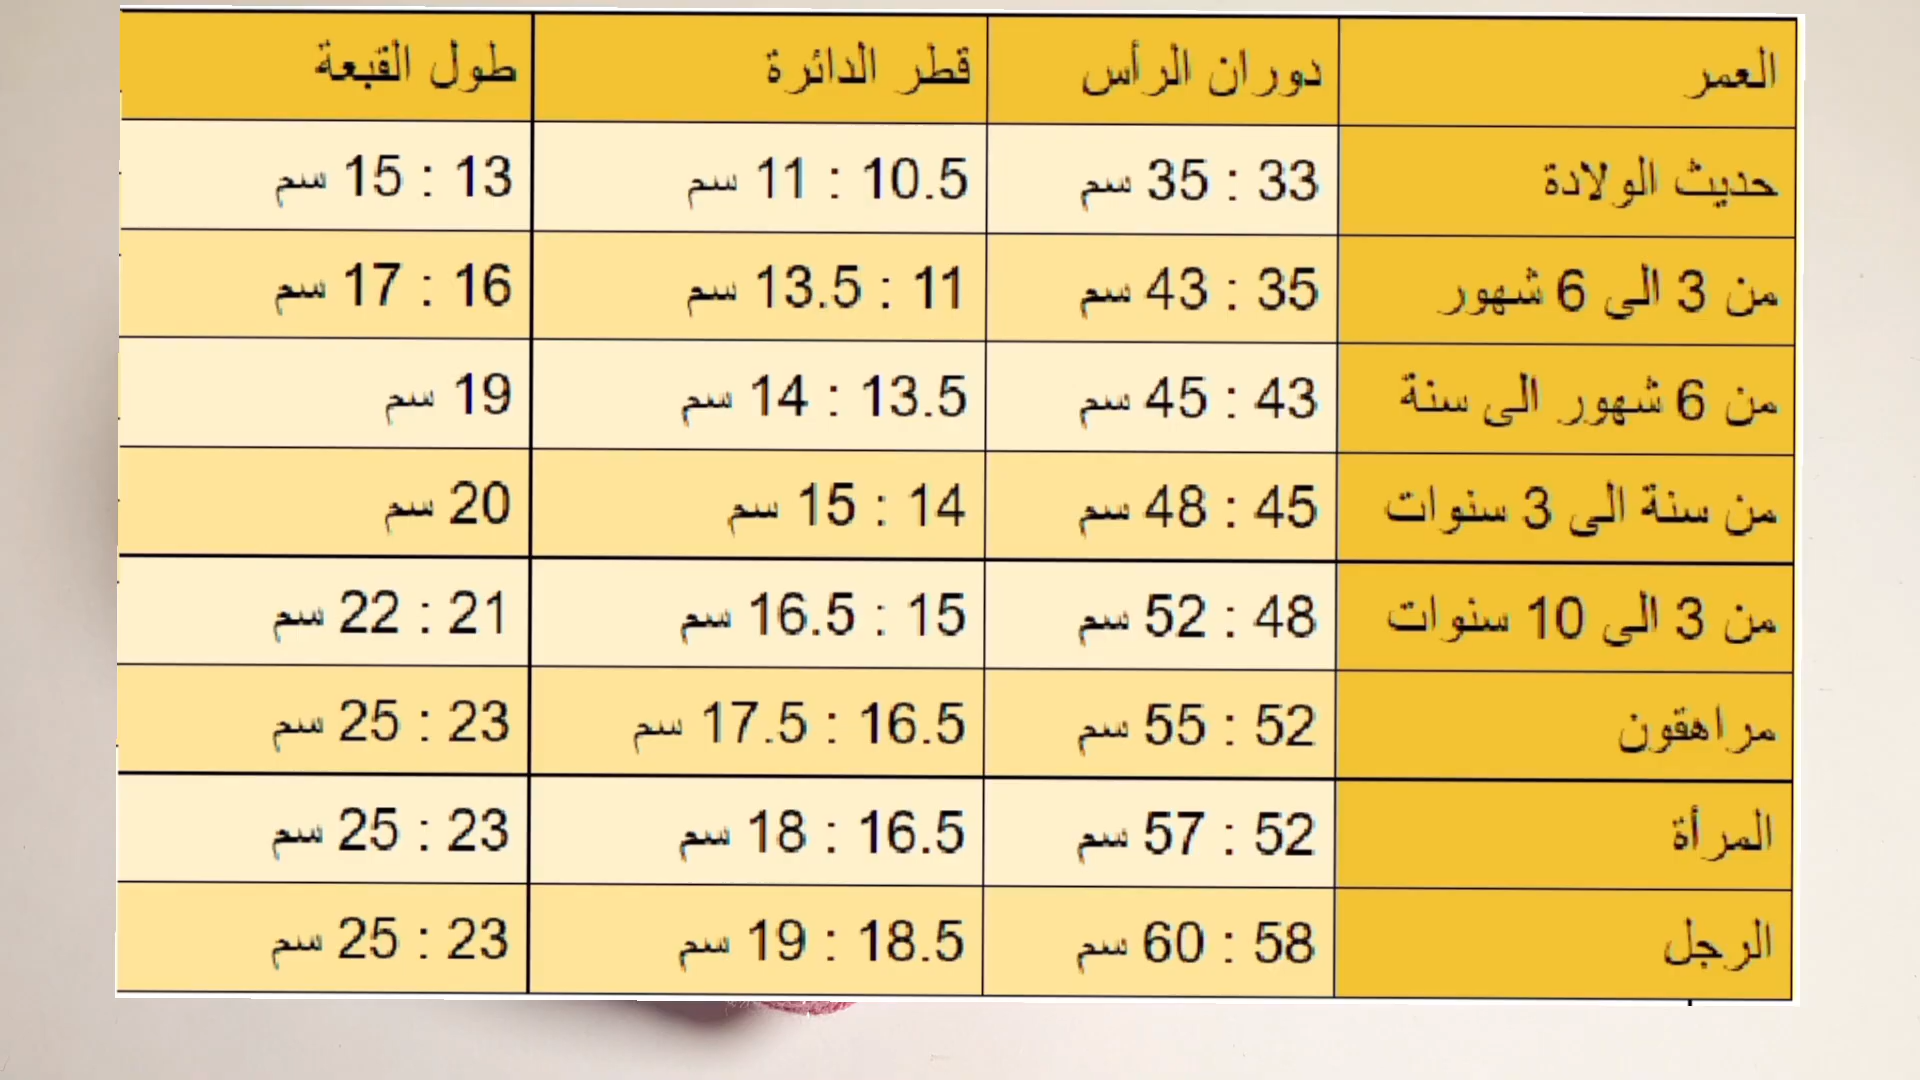 العمر دوران الرأس قطر الدائرة طول القبعة
حديث الولادة 33 : 35 سم 10.5 : 11 سم 13 : 15 سم
من 3 الى 6 شهور 35 : 43 سم 11 : 13.5 سم 16 : 17 سم
من 6 شهور الى سنة 43 : 45 سم 13.5 : 14 سم 19 سم
من سنة الى 3 سنوات 45 : 48 سم 14 : 15 سم 20 سم
من 3 الى 10 سنوات 48 : 52 سم 15 : 16.5 سم 21 : 22 سم
مراهقون 52 : 55 سم 16.5 : 17.5 سم 23 : 25 سم
المرأة 52 : 57 سم 16.5 : 18 سم 23 : 25 سم
الرجل 58 : 60 سم 18.5 : 19 سم 23 : 25 سم